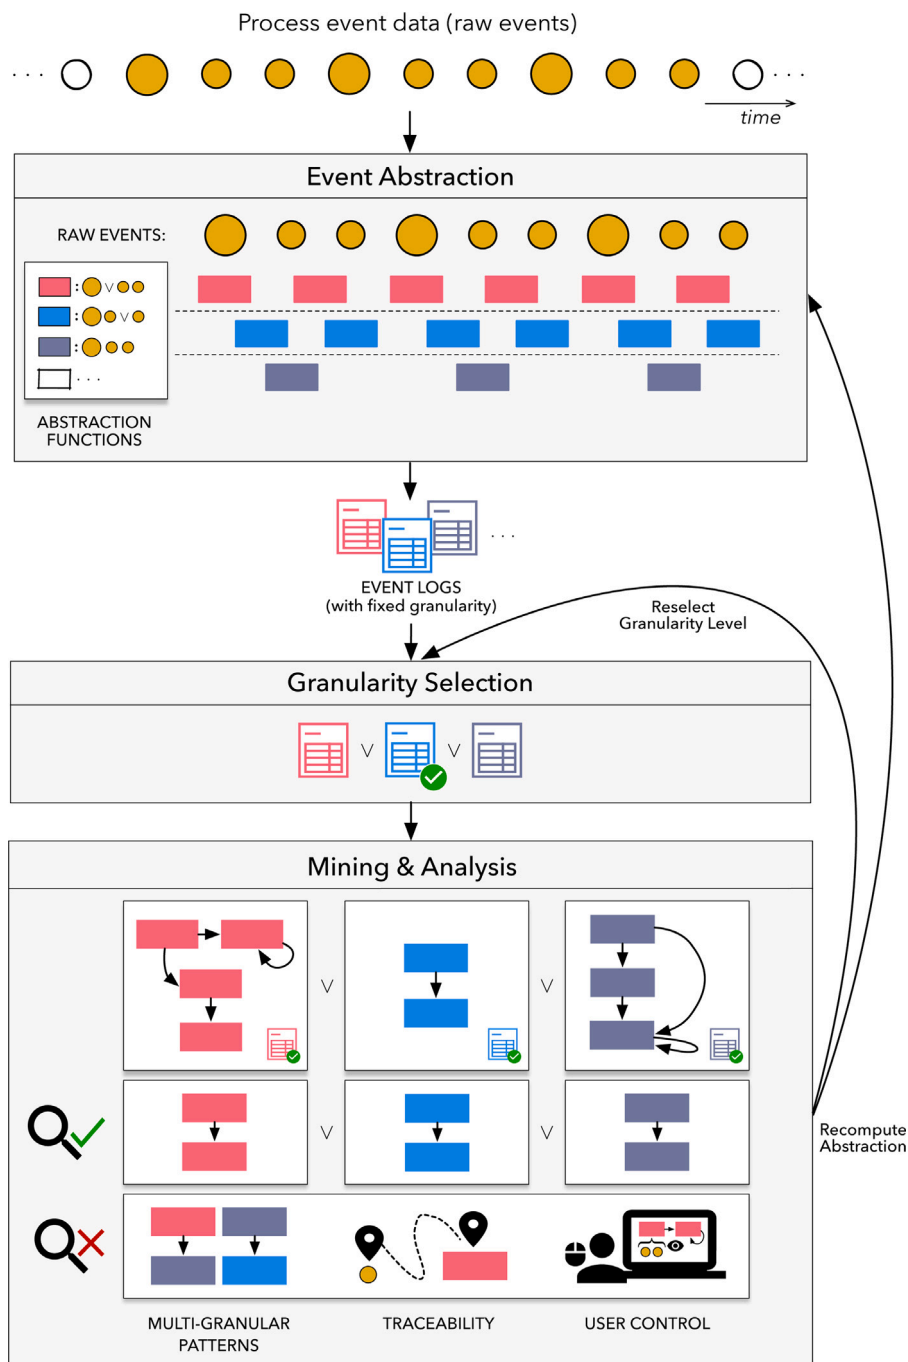 Process event data (raw events)
. . .
. . .
time
Event Abstraction
RAW EVENTS:
: ∨
: ∨
:
. . .
ABSTRACTION
FUNCTIONS
. . .
EVENT LOGS
(with fixed granularity)
Reselect
Granularity Level
Granularity Selection
∨ ∨
Mining & Analysis
∨ ∨
∨ ∨
Recompute
Abstraction
MULTI-GRANULAR
PATTERNS
TRACEABILITY
USER CONTROL